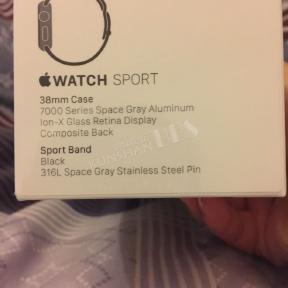 WATCH SPORT
38mm Case
7000 Series Space Gray Aluminum
Ion-X Glass Retina Display
Composite Back
Sport Band
Black
316L Space Gray Stainless Steel Pin
KUNSHAN